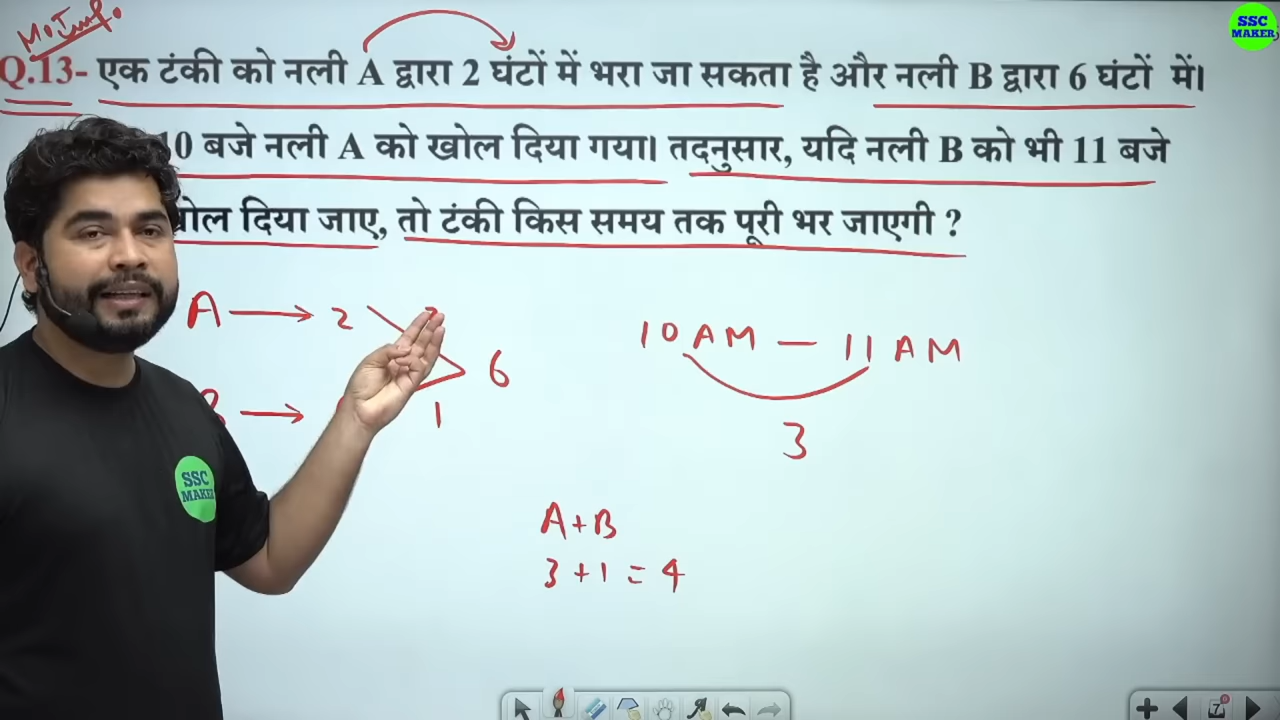 SSC
MAKER
M.Imp.
Q.13- एक टंकी को नली A द्वारा 2 घंटों में भरा जा सकता है और नली B द्वारा 6 घंटों में।
10 बजे नली A को खोल दिया गया। तदनुसार, यदि नली B को भी 11 बजे
खोल दिया जाए, तो टंकी किस समय तक पूरी भर जाएगी ?
A → 2
6
B →
1
10 AM — 11 AM
3
SSC
MAKER
A+B
3+1=4